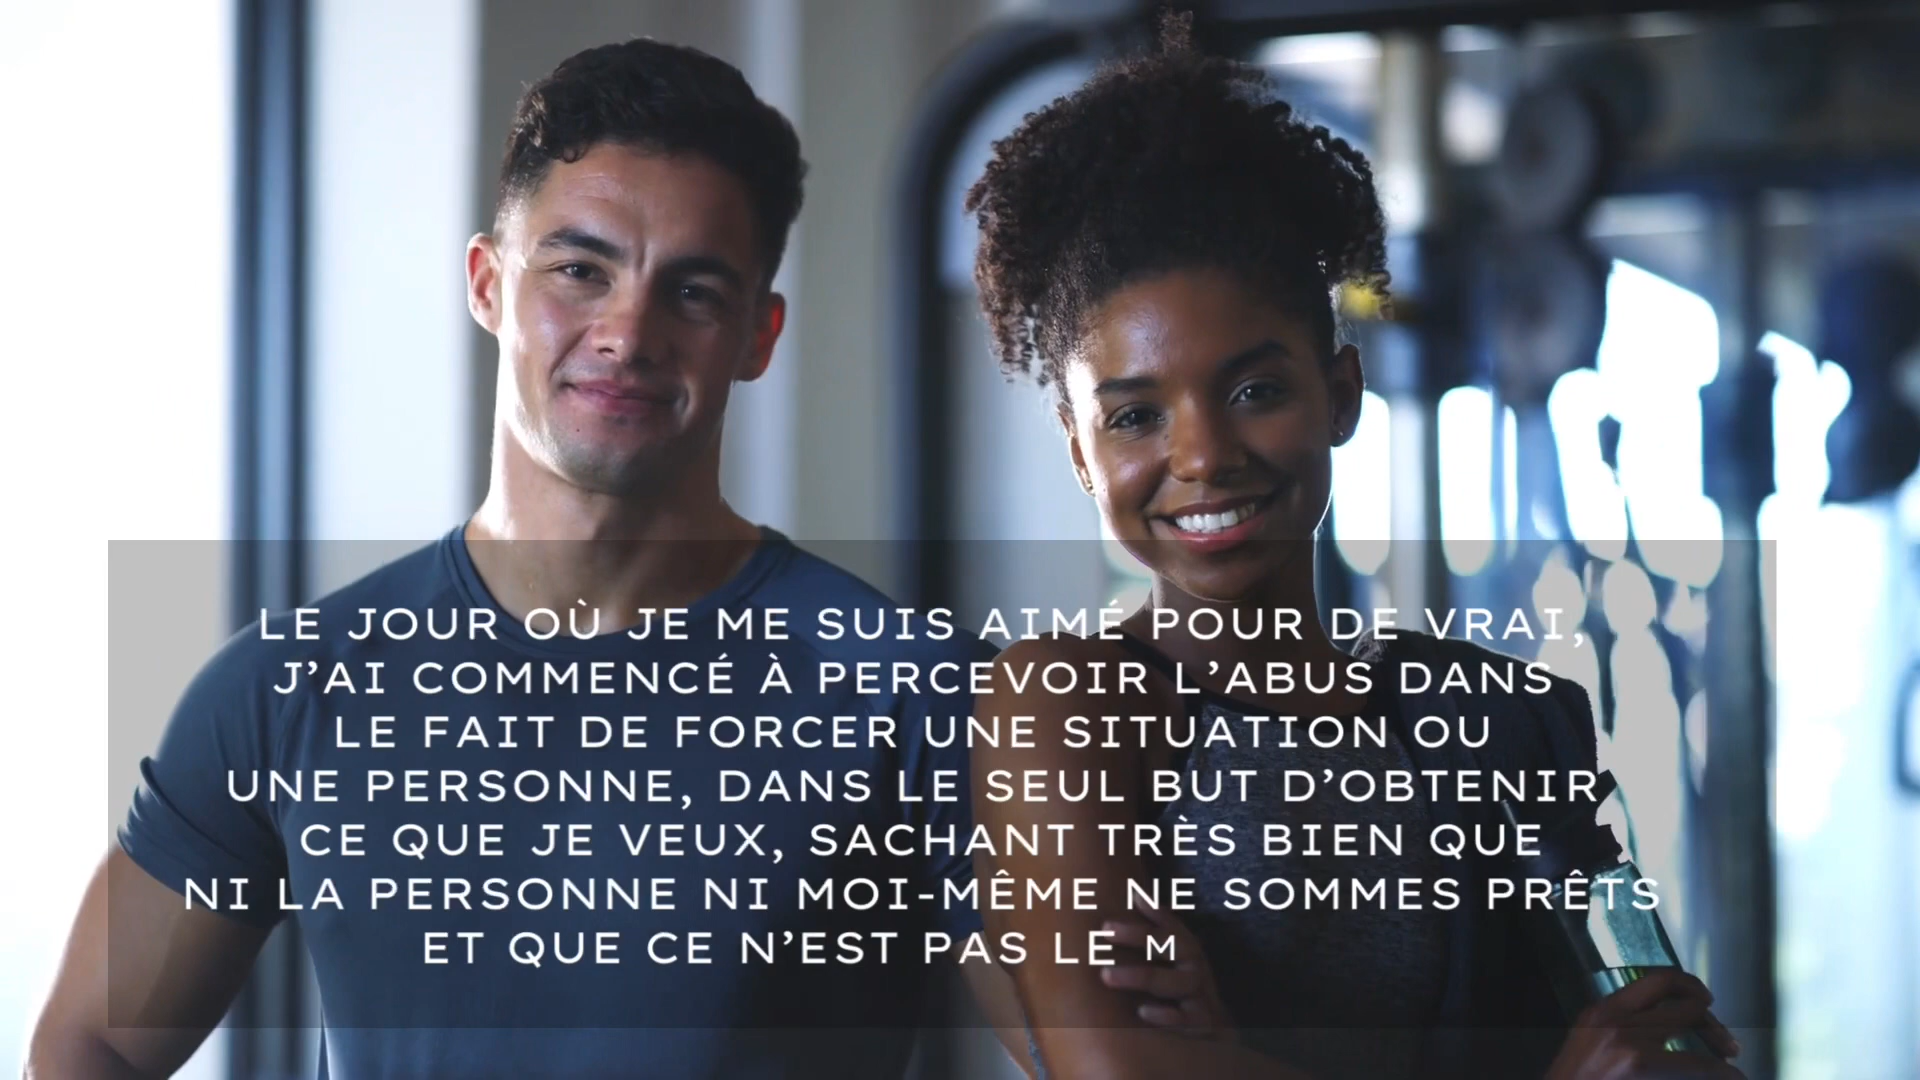 LE JOUR OÙ JE ME SUIS AIMÉ POUR DE VRAI,
J’AI COMMENCÉ À PERCEVOIR L’ABUS DANS
LE FAIT DE FORCER UNE SITUATION OU
UNE PERSONNE, DANS LE SEUL BUT D’OBTENIR
CE QUE JE VEUX, SACHANT TRÈS BIEN QUE
NI LA PERSONNE NI MOI-MÊME NE SOMMES PRÊTS
ET QUE CE N’EST PAS LE M